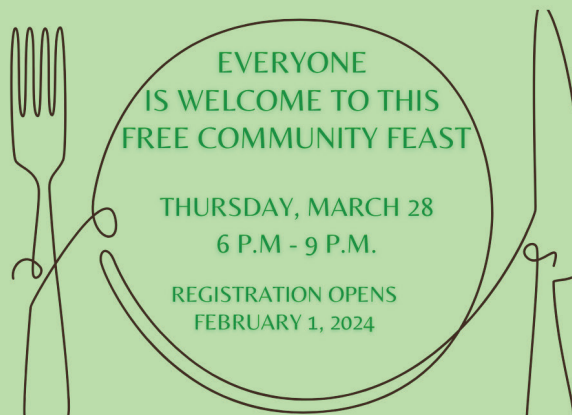 EVERYONE
IS WELCOME TO THIS
FREE COMMUNITY FEAST
THURSDAY, MARCH 28
6 P.M - 9 P.M.
REGISTRATION OPENS
FEBRUARY 1, 2024